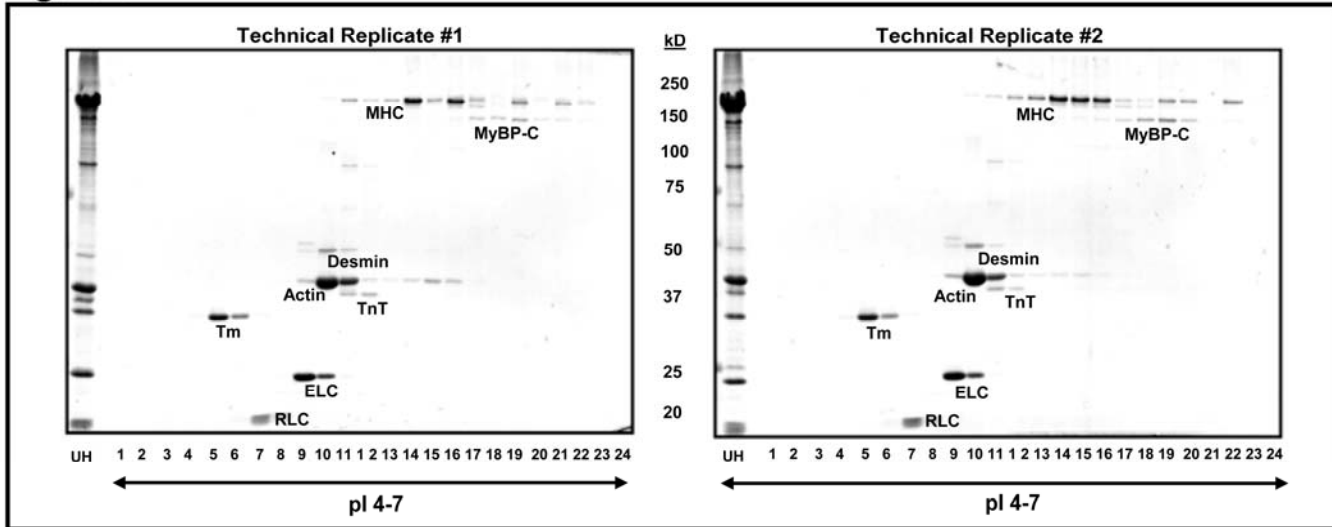 Technical Replicate #1
kD
Technical Replicate #2
250
150
100
75
50
37
25
20
MHC
MyBP-C
Desmin
Actin
TnT
Tm
ELC
RLC
MHC
MyBP-C
Desmin
Actin
TnT
Tm
ELC
RLC
UH 1 2 3 4 5 6 7 8 9 10 11 1 2 13 14 15 16 17 18 19 20 21 22 23 24
UH 1 2 3 4 5 6 7 8 9 10 11 1 2 13 14 15 16 17 18 19 20 21 22 23 24
pI 4-7
pI 4-7